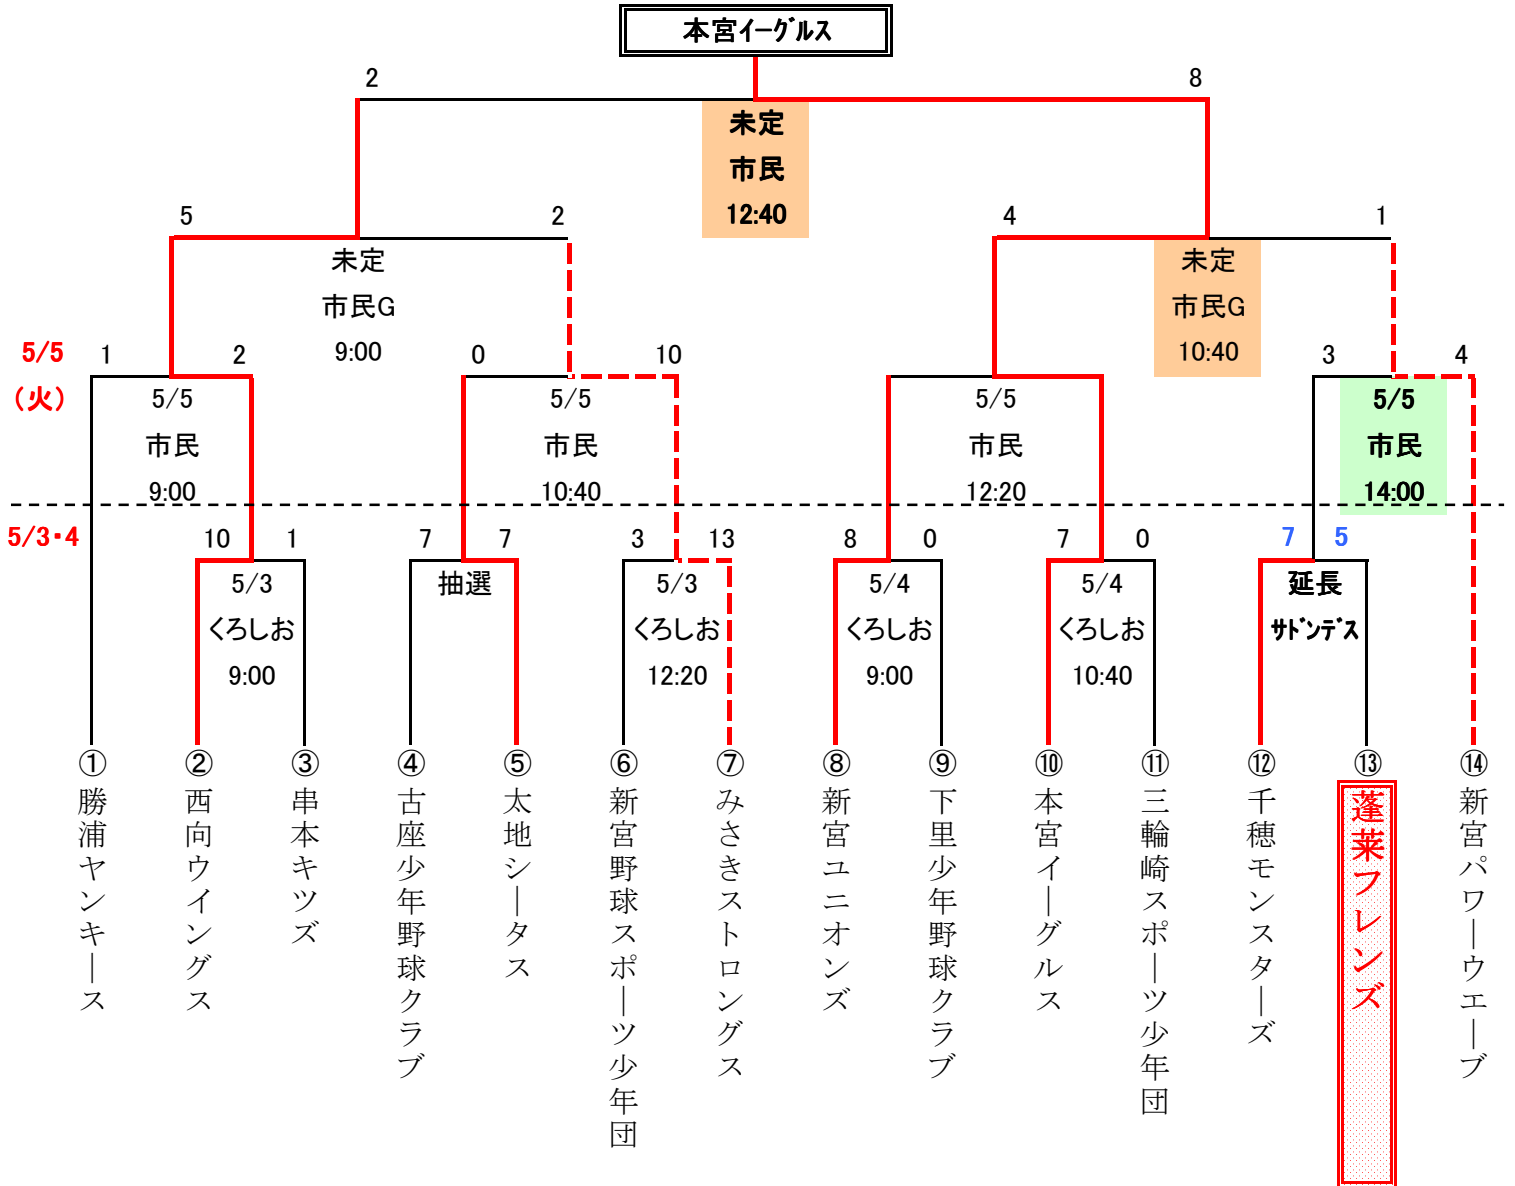 本宮イーグルス
2
8
未定
市民
12:40
5
2
4
1
未定
市民G
9:00
未定
市民G
10:40
5/5
(火)
1
2
0
10
3
4
5/5
市民
9:00
5/5
市民
10:40
5/5
市民
12:20
5/5
市民
14:00
5/3・4
10
1
7
7
3
13
8
0
7
0
7
5
5/3
くろしお
9:00
抽選
5/3
くろしお
12:20
5/4
くろしお
9:00
5/4
くろしお
10:40
延長
サドンデス
①勝浦ヤンキース
②西向ウイングス
③串本キツズ
④古座少年野球クラブ
⑤太地シータス
⑥新宮野球スポーツ少年団
⑦みさきストロングス
⑧新宮ユニオンズ
⑨下里少年野球クラブ
⑩本宮イーグルス
⑪三輪崎スポーツ少年団
⑫千穂モンスターズ
⑬蓬莱フレンズ
⑭新宮パワーウエーブ